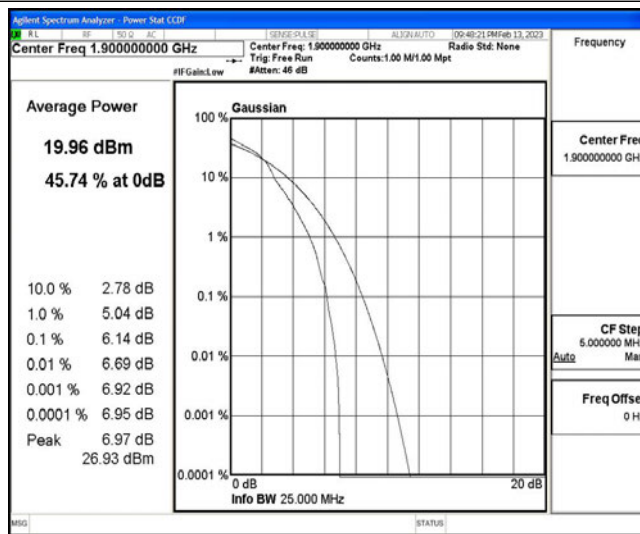 Agilent Spectrum Analyzer - Power Stat CCDF
RL RF 50 Ω AC SENSE:PULSE ALIGN AUTO 09:48:21 PM Feb 13, 2023
Center Freq 1.900000000 GHz
Center Freq: 1.900000000 GHz Radio Std: None
Trig: Free Run Counts:1.00 M/1.00 Mpt
#IFGain:Low #Atten: 46 dB
Frequency
Average Power
19.96 dBm
45.74 % at 0dB
10.0 % 2.78 dB
1.0 % 5.04 dB
0.1 % 6.14 dB
0.01 % 6.69 dB
0.001 % 6.92 dB
0.0001 % 6.95 dB
Peak 6.97 dB
26.93 dBm
Gaussian
100 %
10 %
1 %
0.1 %
0.01 %
0.001 %
0.0001 %
0 dB 20 dB
Info BW 25.000 MHz
Center Fre
1.900000000 GH
CF Step
5.000000 MH
Auto Ma
Freq Offse
0 H
MSG STATUS